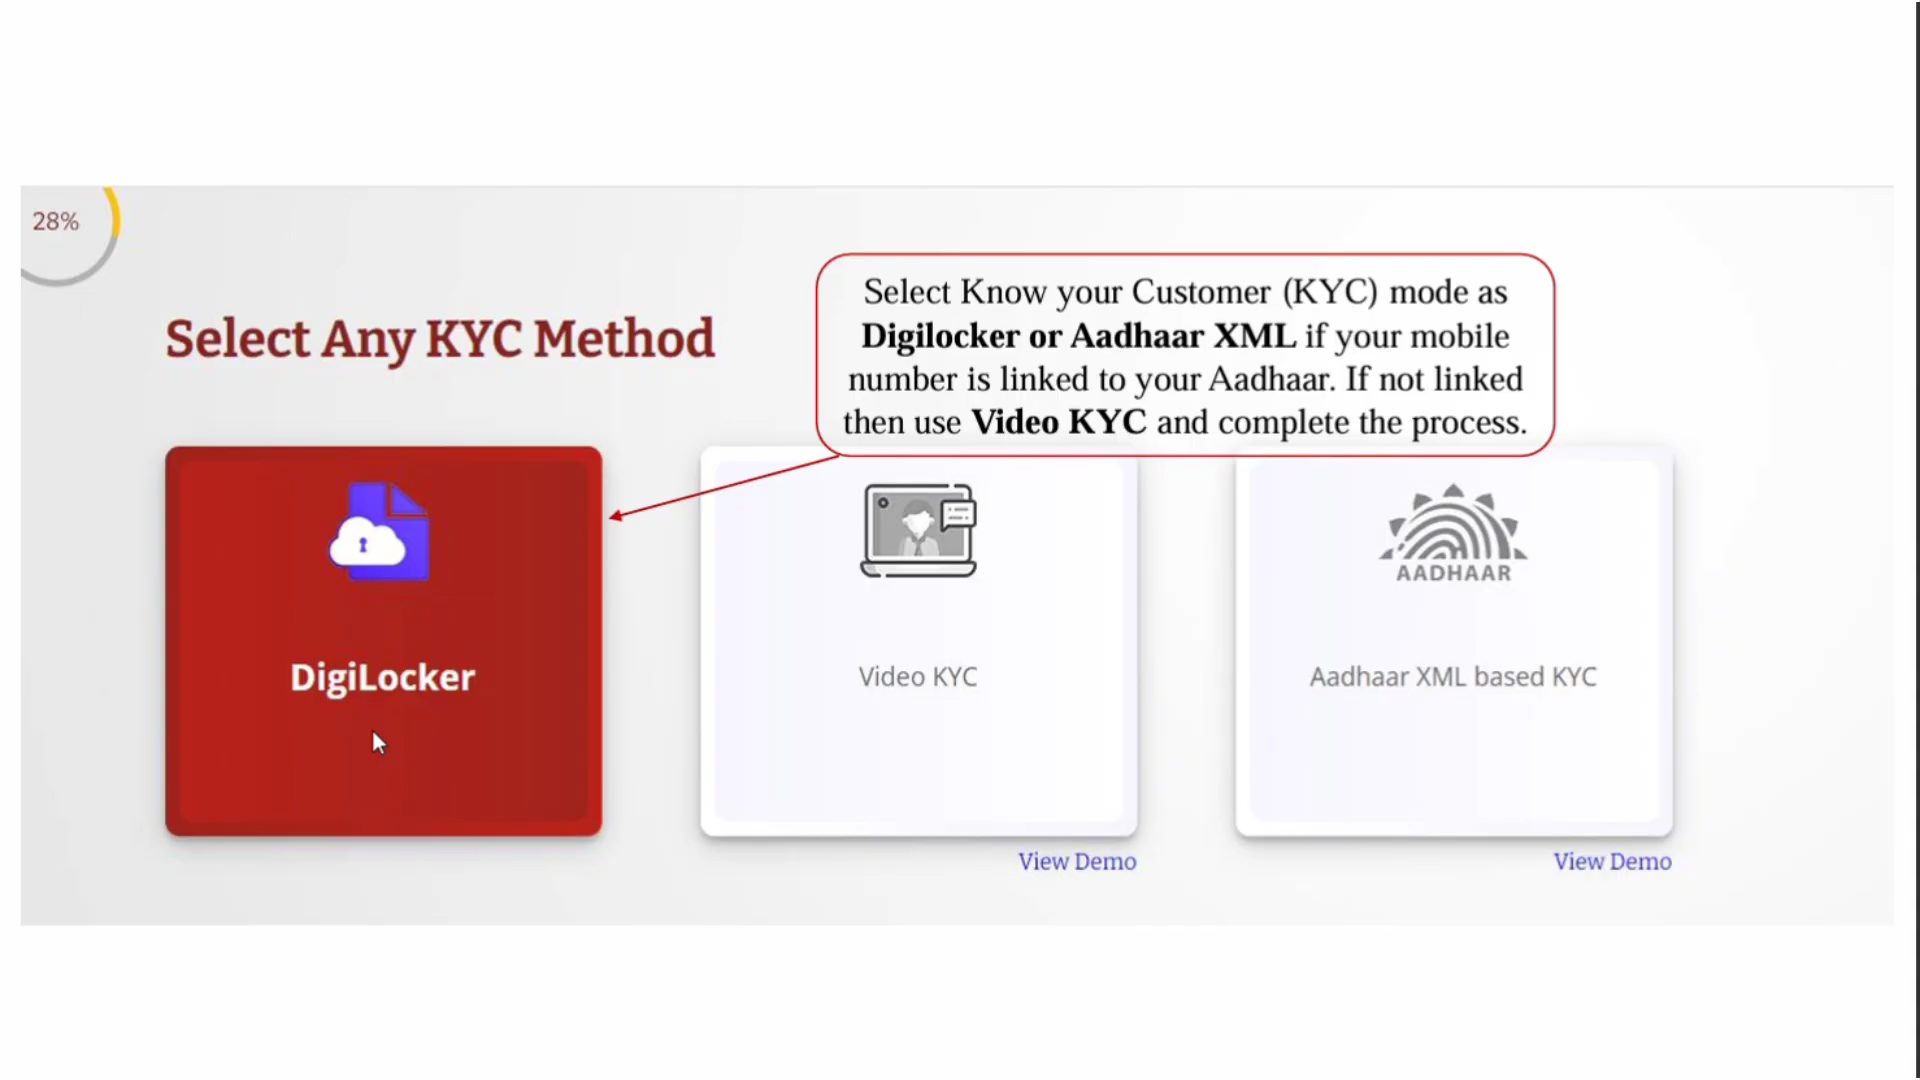 28%
Select Know your Customer (KYC) mode as
Digilocker or Aadhaar XML if your mobile
number is linked to your Aadhaar. If not linked
then use Video KYC and complete the process.
Select Any KYC Method
DigiLocker
Video KYC
AADHAAR
Aadhaar XML based KYC
View Demo
View Demo